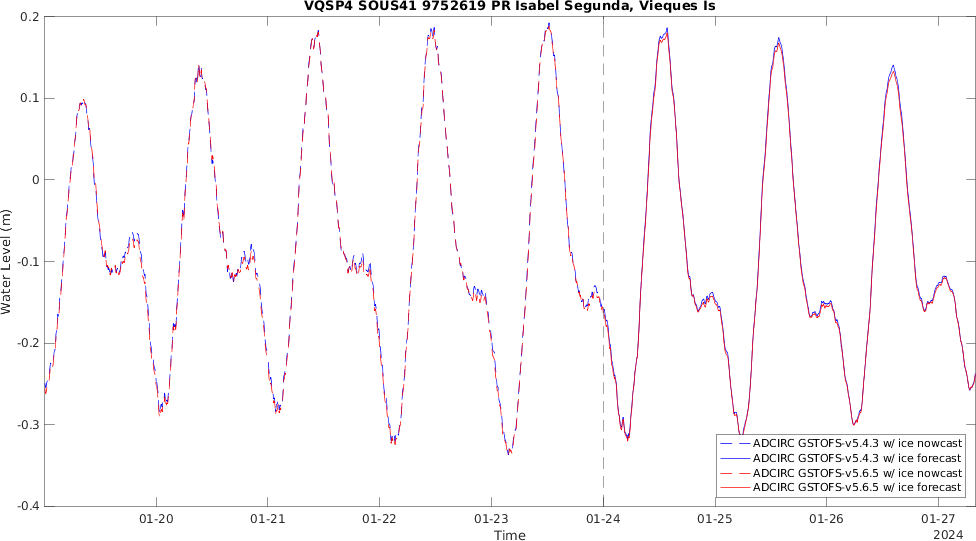 VQSP4 SOUS41 9752619 PR Isabel Segunda, Vieques Is
0.2
0.1
0
-0.1
-0.2
-0.3
-0.4
Water Level (m)
01-20 01-21 01-22 01-23 01-24 01-25 01-26 01-27
Time
2024
ADCIRC GSTOFS-v5.4.3 w/ ice nowcast
ADCIRC GSTOFS-v5.4.3 w/ ice forecast
ADCIRC GSTOFS-v5.6.5 w/ ice nowcast
ADCIRC GSTOFS-v5.6.5 w/ ice forecast